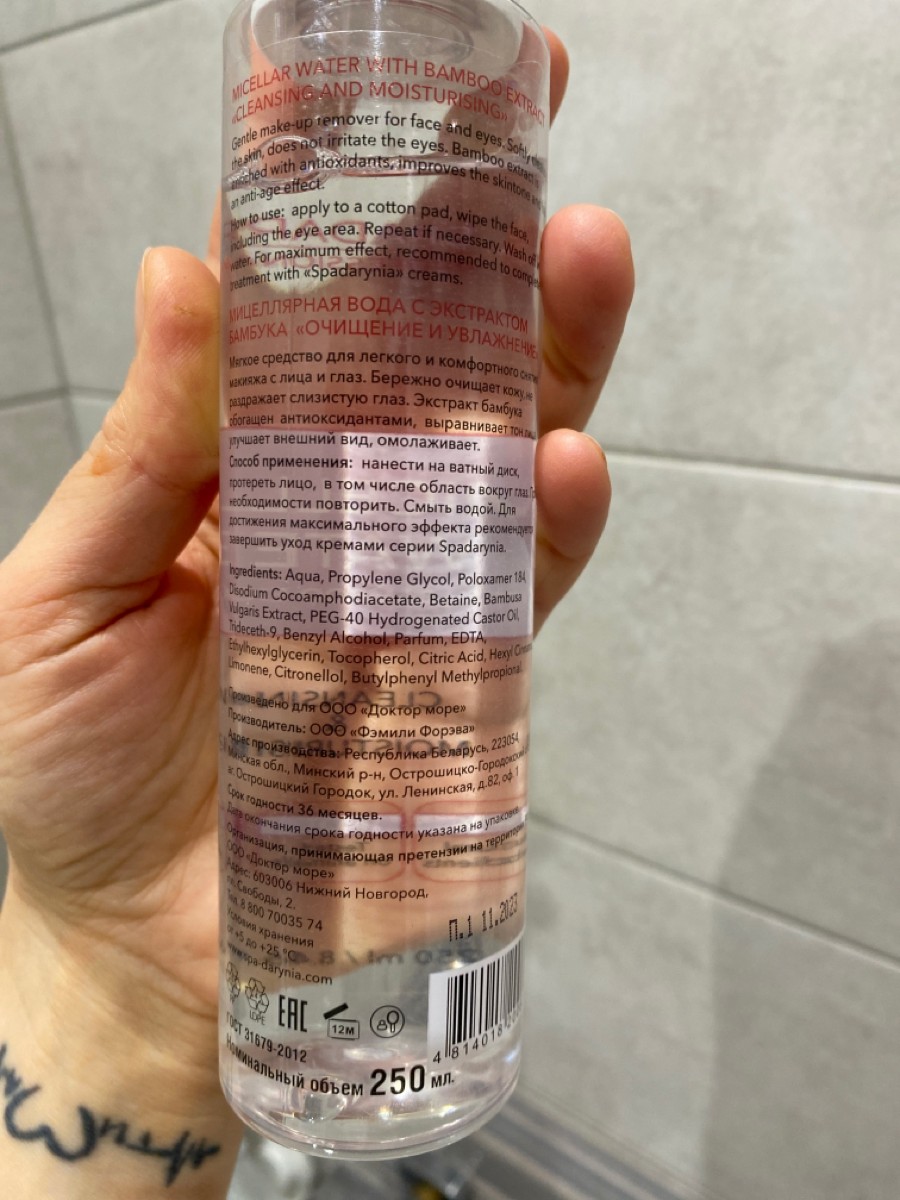 MICELLAR WATER WITH BAMBOO EXTRACT
«CLEANSING AND MOISTURISING»
Gentle make-up remover for face and eyes. Softly
the skin, does not irritate the eyes. Bamboo extract is
enriched with antioxidants, improves the skintone and
an anti-age effect.
How to use: apply to a cotton pad, wipe the face,
including the eye area. Repeat if necessary. Wash off
water. For maximum effect, recommended to
treatment with «Spadarynia» creams.
МИЦЕЛЛЯРНАЯ ВОДА С ЭКСТРАКТОМ
БАМБУКА «ОЧИЩЕНИЕ И УВЛАЖНЕНИЕ»
Мягкое средство для легкого и комфортного
макияжа с лица и глаз. Бережно очищает кожу, не
раздражает слизистую глаз. Экстракт бамбука
обогащен антиоксидантами, выравнивает тон лица,
улучшает внешний вид, омолаживает.
Способ применения: нанести на ватный диск,
протереть лицо, в том числе область вокруг глаз.
необходимости повторить. Смыть водой. Для
достижения максимального эффекта рекомендуется
завершить уход кремами серии Spadarynia.
Ingredients: Aqua, Propylene Glycol, Poloxamer 184,
Disodium Cocoamphodiacetate, Betaine, Bambusa
Vulgaris Extract, PEG-40 Hydrogenated Castor Oil,
Trideceth-9, Benzyl Alcohol, Parfum, EDTA,
Ethylhexylglycerin, Tocopherol, Citric Acid, Hexyl
Limonene, Citronellol, Butylphenyl Methylpropional.
Произведено для ООО «Доктор море»
Производитель: ООО «Фэмили Форэва»
Адрес производства: Республика Беларусь, 223054,
Минская обл., Минский р-н, Острошицко-Городокский
аг. Острошицкий Городок, ул. Ленинская, д.82, оф. 1
Срок годности 36 месяцев.
Дата окончания срока годности указана на упаковке.
Организация, принимающая претензии на территории
ООО «Доктор море»
Адрес: 603006 Нижний Новгород,
пл. Свободы, 2.
Тел. 8 800 70035 74
Условия хранения
от +5 до +25 °C
www.spa-darynia.com
П.1 11.2023
LDPE
EAC
12M
ГОСТ 31679-2012
4 814018
Номинальный объем 250 мл.